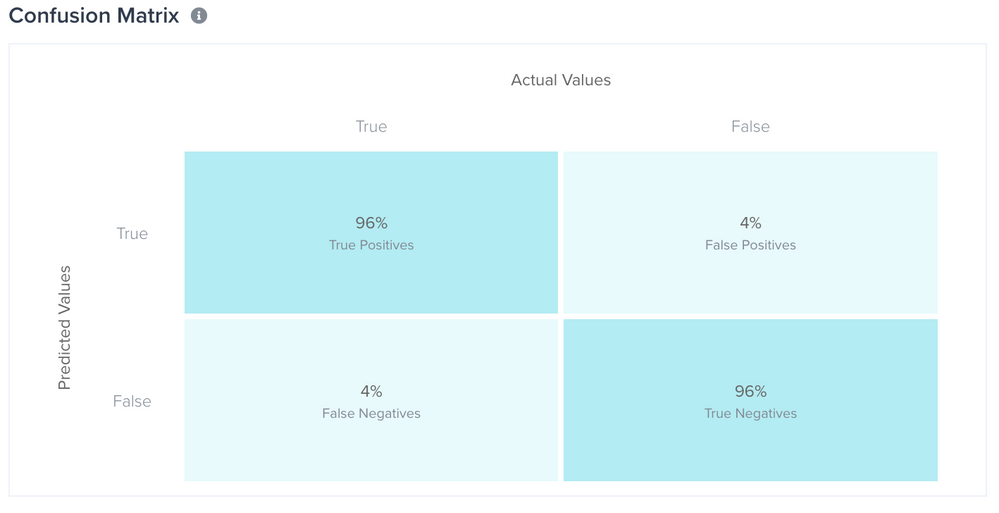 Confusion Matrix
Actual Values
True
False
Predicted Values
True
96%
True Positives
4%
False Positives
False
4%
False Negatives
96%
True Negatives